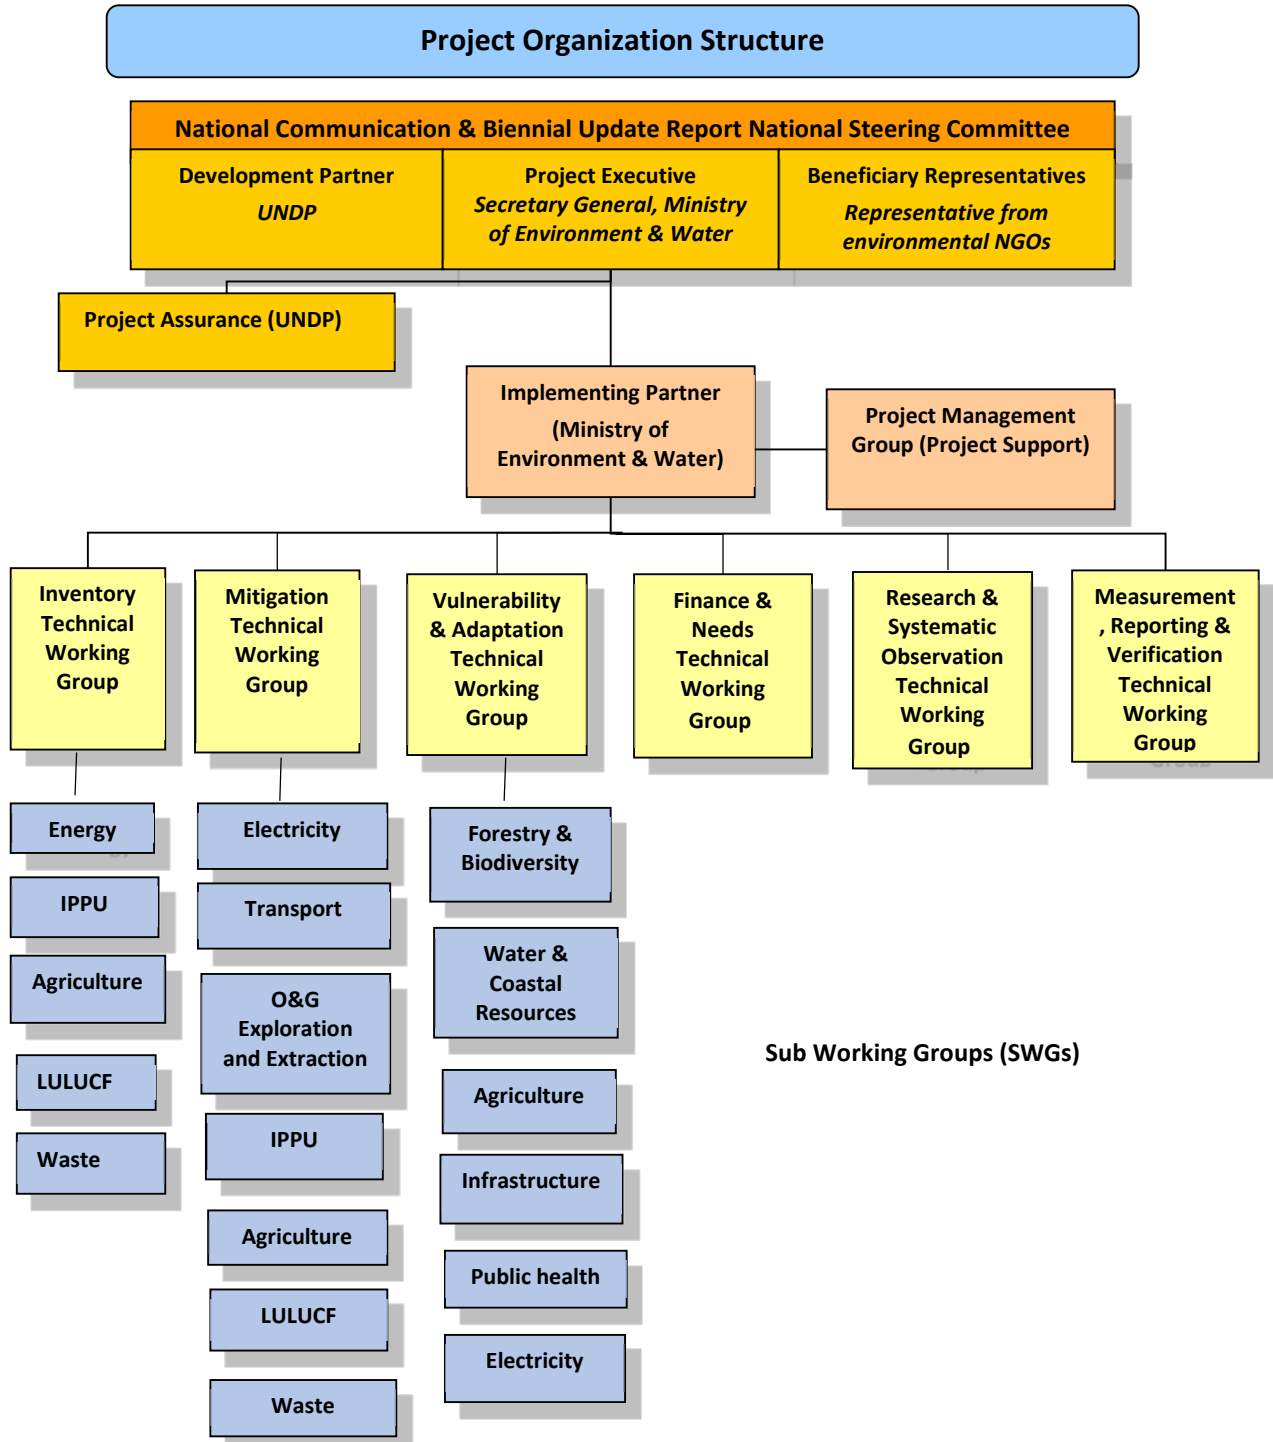 Project Organization Structure
National Communication & Biennial Update Report National Steering Committee
Development Partner
UNDP
Project Executive
Secretary General, Ministry
of Environment & Water
Beneficiary Representatives
Representative from
environmental NGOs
Project Assurance (UNDP)
Implementing Partner
(Ministry of
Environment & Water)
Project Management
Group (Project Support)
Inventory
Technical
Working
Group
Mitigation
Technical
Working
Group
Vulnerability
& Adaptation
Technical
Working
Group
Finance &
Needs
Technical
Working
Group
Research &
Systematic
Observation
Technical
Working
Group
Measurement
, Reporting &
Verification
Technical
Working
Group
Energy
IPPU
Agriculture
LULUCF
Waste
Electricity
Transport
O&G
Exploration
and Extraction
IPPU
Agriculture
LULUCF
Waste
Forestry &
Biodiversity
Water &
Coastal
Resources
Agriculture
Infrastructure
Public health
Electricity
Sub Working Groups (SWGs)